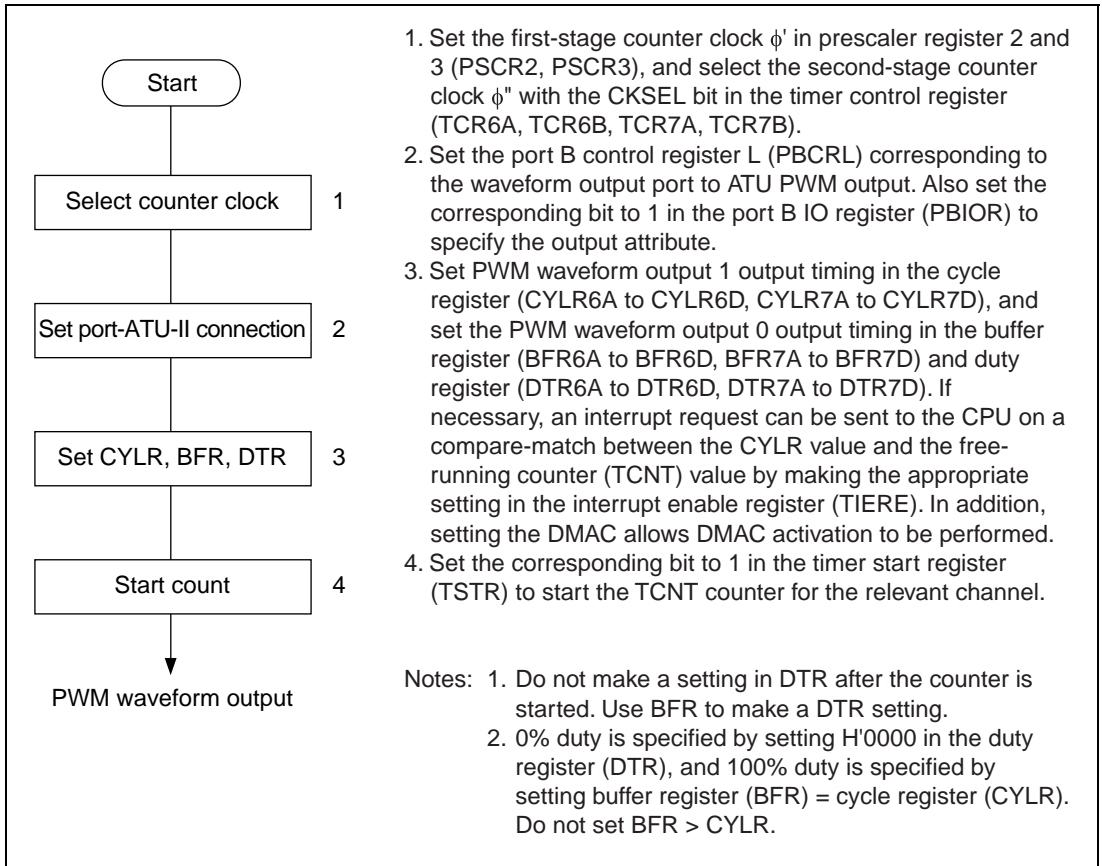 Start
Select counter clock 1
Set port-ATU-II connection 2
Set CYLR, BFR, DTR 3
Start count 4
PWM waveform output
1. Set the first-stage counter clock ϕ' in prescaler register 2 and
3 (PSCR2, PSCR3), and select the second-stage counter
clock ϕ" with the CKSEL bit in the timer control register
(TCR6A, TCR6B, TCR7A, TCR7B).
2. Set the port B control register L (PBCRL) corresponding to
the waveform output port to ATU PWM output. Also set the
corresponding bit to 1 in the port B IO register (PBIOR) to
specify the output attribute.
3. Set PWM waveform output 1 output timing in the cycle
register (CYLR6A to CYLR6D, CYLR7A to CYLR7D), and
set the PWM waveform output 0 output timing in the buffer
register (BFR6A to BFR6D, BFR7A to BFR7D) and duty
register (DTR6A to DTR6D, DTR7A to DTR7D). If
necessary, an interrupt request can be sent to the CPU on a
compare-match between the CYLR value and the free-
running counter (TCNT) value by making the appropriate
setting in the interrupt enable register (TIERE). In addition,
setting the DMAC allows DMAC activation to be performed.
4. Set the corresponding bit to 1 in the timer start register
(TSTR) to start the TCNT counter for the relevant channel.
Notes: 1. Do not make a setting in DTR after the counter is
started. Use BFR to make a DTR setting.
2. 0% duty is specified by setting H'0000 in the duty
register (DTR), and 100% duty is specified by
setting buffer register (BFR) = cycle register (CYLR).
Do not set BFR > CYLR.